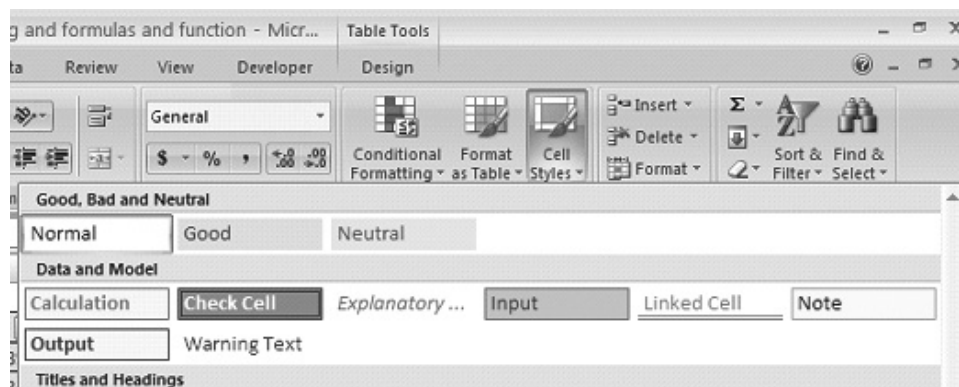 g and formulas and function - Micr... Table Tools
ta Review View Developer Design
General Insert
$ % , Conditional Formatting Format as Table Cell Styles Delete Format Σ Sort & Filter Find & Select
Good, Bad and Neutral
Normal Good Neutral
Data and Model
Calculation Check Cell Explanatory ... Input Linked Cell Note
Output Warning Text
Titles and Headings